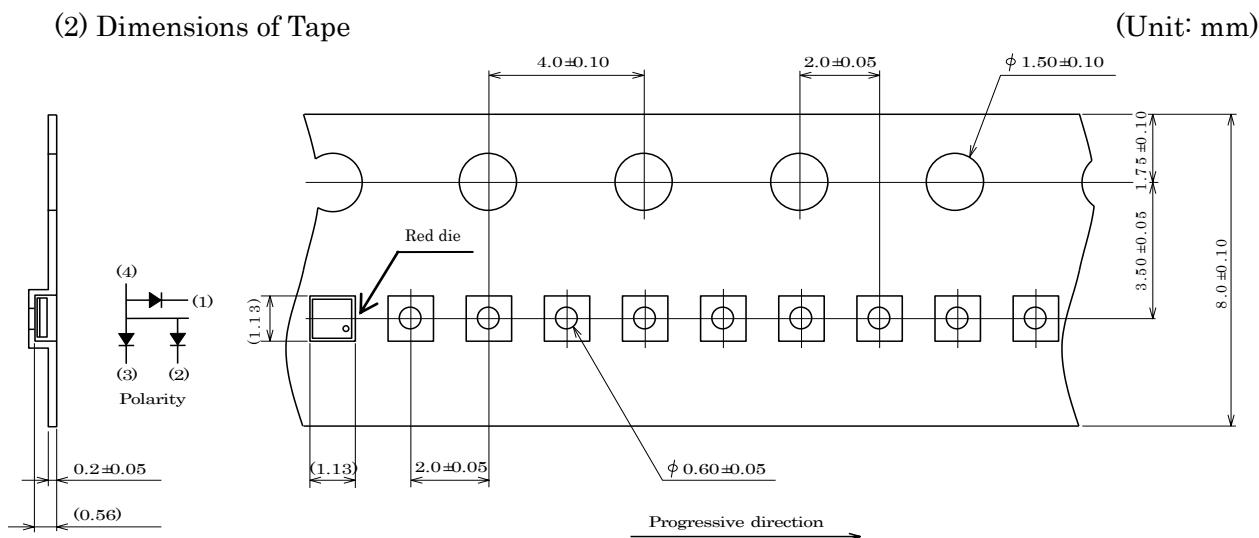 (2) Dimensions of Tape
(Unit: mm)
4.0±0.10
2.0±0.05
ϕ 1.50±0.10
1.75±0.10
3.50±0.05
8.0±0.10
Red die
(4)
(1)
(3) (2)
Polarity
(1.13)
0.2±0.05
(0.56)
(1.13)
2.0±0.05
ϕ 0.60±0.05
Progressive direction